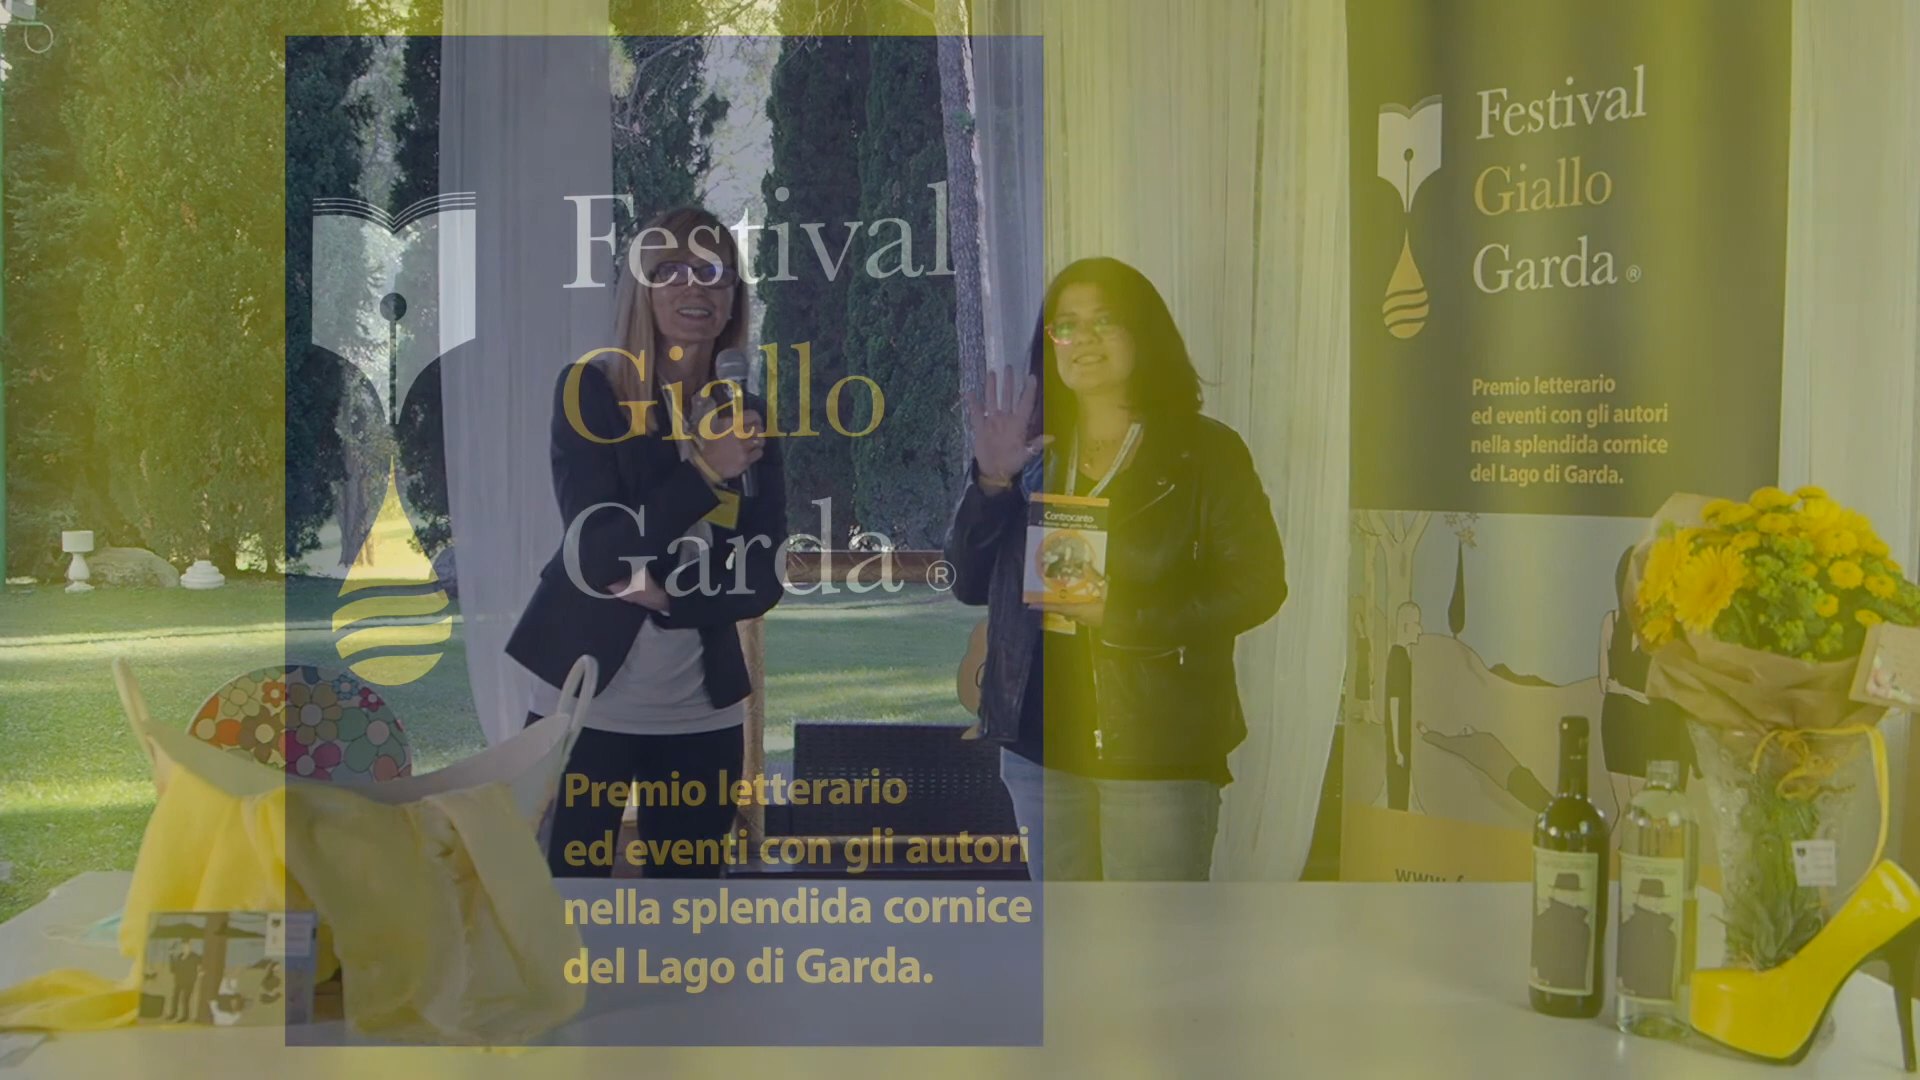 Festival
Giallo
Garda ®
Premio letterario
ed eventi con gli autori
nella splendida cornice
del Lago di Garda.
Festival
Giallo
Garda ®
Premio letterario
ed eventi con gli autori
nella splendida cornice
del Lago di Garda.
Controcanto
www.